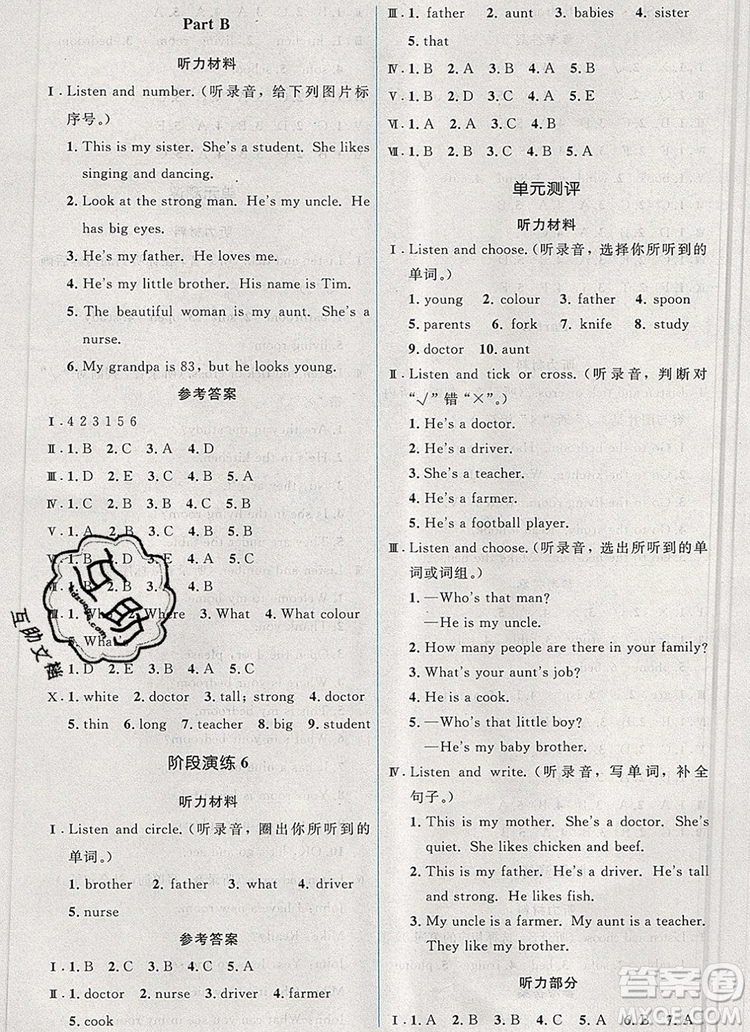 Part B
听力材料
Ⅰ. Listen and number.(听录音,给下列图片标
序号。)
1. This is my sister. She's a student. She likes
singing and dancing.
2. Look at the strong man. He's my uncle. He
has big eyes.
3. He's my father. He loves me.
4. He's my little brother. His name is Tim.
5. The beautiful woman is my aunt. She's a
nurse.
6. My grandpa is 83, but he looks young.
参考答案
Ⅰ. 4 2 3 1 5 6
Ⅱ. 1. B 2. C 3. A 4. D
Ⅲ. 1. D 2. E 3. C 4. B 5. A
Ⅳ. 1. B 2. B 3. C 4. B 5. A
Ⅴ. 1. A 2. B 3. D 4. C
1. B 2. D 3. E 4. A 5. C
1. Who 2. Where 3. What 4. What colour
5. What
1. D 2. E 3. A 4. B 5. C
Ⅹ. 1. white 2. doctor 3. tall; strong 4. doctor
5. thin 6. long 7. teacher 8. big 9. student
阶段演练 6
听力材料
Ⅰ. Listen and circle.(听录音,圈出你所听到的
单词。)
1. brother 2. father 3. what 4. driver
5. nurse
参考答案
Ⅰ. 1. B 2. B 3. C 4. C 5. A
Ⅱ. 1. doctor 2. driver 3. nurse 4. farmer
5. cook
Ⅲ. 1. father 2. aunt 3. babies 4. sister
5. that
Ⅳ. 1. B 2. A 3. C 4. A 5. B
Ⅴ. 1. B 2. D 3. C 4. A 5. E
Ⅵ. 1. A 2. C 3. C 4. B
Ⅶ. 1. B 2. B 3. C 4. B 5. A
单元测评
听力材料
Ⅰ. Listen and choose.(听录音,选择你所听到的
单词。)
1. young 2. colour 3. father 4. spoon
5. parents 6. fork 7. knife 8. study
9. doctor 10. aunt
Ⅱ. Listen and tick or cross.(听录音,判断对
“√”错“×”。)
1. He's a doctor.
2. He's a driver.
3. She's a teacher.
4. He's a farmer.
5. He's a football player.
Ⅲ. Listen and choose.(听录音,选出所听到的单
词或词组。)
1. —Who's that man?
—He is my uncle.
2. How many people are there in your family?
3. What's your aunt's job?
4. He is a cook.
5. —Who's that little boy?
—He's my baby brother.
Ⅳ. Listen and write.(听录音,写单词,补全
句子。)
1. This is my mother. She's a doctor. She's
quiet. She likes chicken and beef.
2. This is my father. He's a driver. He's tall
and strong. He likes fish.
3. My uncle is a farmer. My aunt is a teacher.
They like my brother.
听力部分
Ⅰ. 1. B 2. B 3. C 4. C 5. A 6. B 7. A
互助
互助文档
答案圈